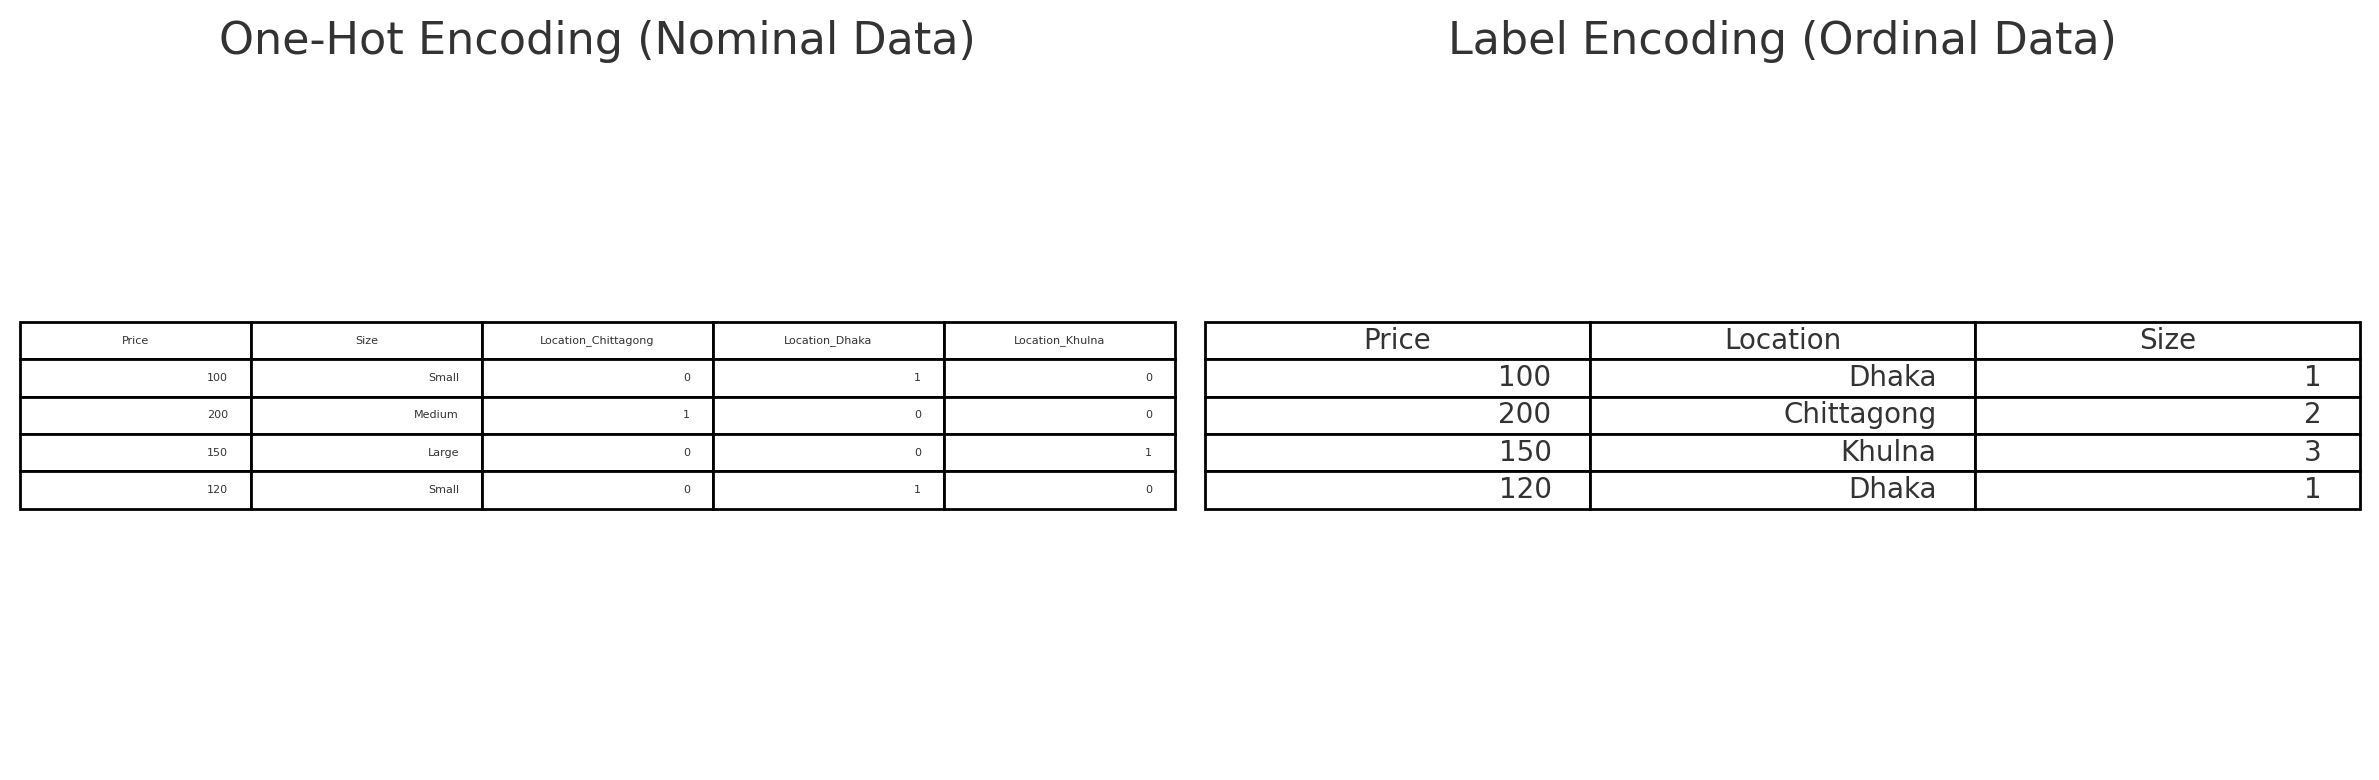 One-Hot Encoding (Nominal Data)
Price Size Location_Chittagong Location_Dhaka Location_Khulna
100 Small 0 1 0
200 Medium 1 0 0
150 Large 0 0 1
120 Small 0 1 0
Label Encoding (Ordinal Data)
Price Location Size
100 Dhaka 1
200 Chittagong 2
150 Khulna 3
120 Dhaka 1